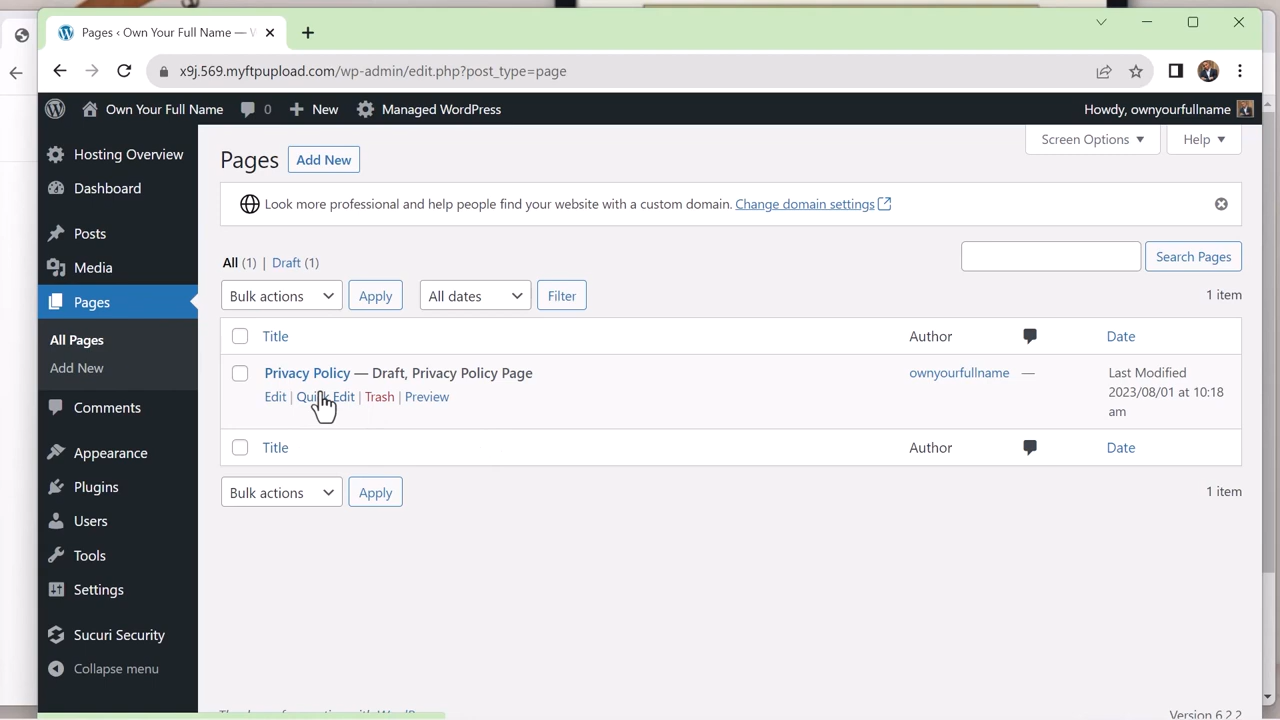 Pages ‹ Own Your Full Name — W
x9j.569.myftpupload.com/wp-admin/edit.php?post_type=page
Own Your Full Name 0 New Managed WordPress Howdy, ownyourfullname
Hosting Overview
Dashboard
Posts
Media
Pages
All Pages
Add New
Comments
Appearance
Plugins
Users
Tools
Settings
Sucuri Security
Collapse menu
Screen Options Help
Pages Add New
Look more professional and help people find your website with a custom domain. Change domain settings
All (1) | Draft (1)
Search Pages
Bulk actions Apply All dates Filter 1 item
Title Author Date
Privacy Policy — Draft, Privacy Policy Page ownyourfullname — Last Modified
2023/08/01 at 10:18
am
Edit | Quick Edit | Trash | Preview
Title Author Date
Bulk actions Apply 1 item
Version 6.2.2